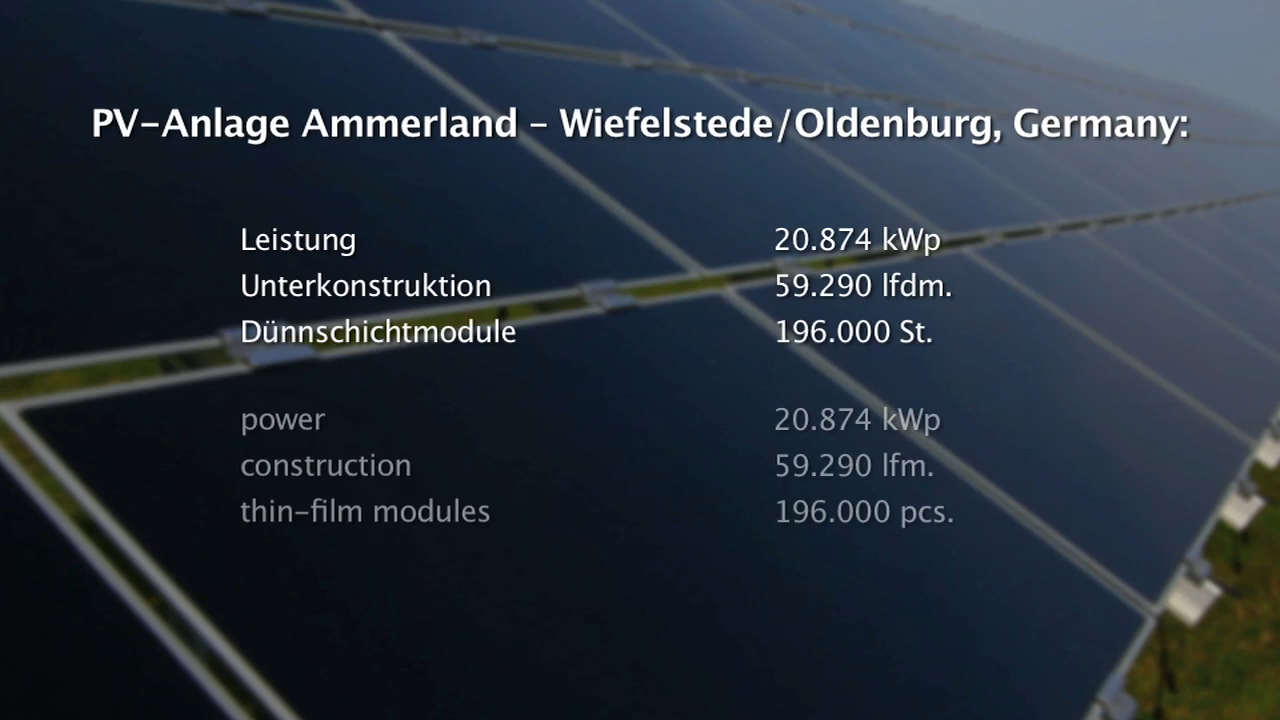 PV-Anlage Ammerland - Wiefelstede/Oldenburg, Germany:
Leistung 20.874 kWp
Unterkonstruktion 59.290 lfdm.
Dünnschichtmodule 196.000 St.
power 20.874 kWp
construction 59.290 lfm.
thin-film modules 196.000 pcs.